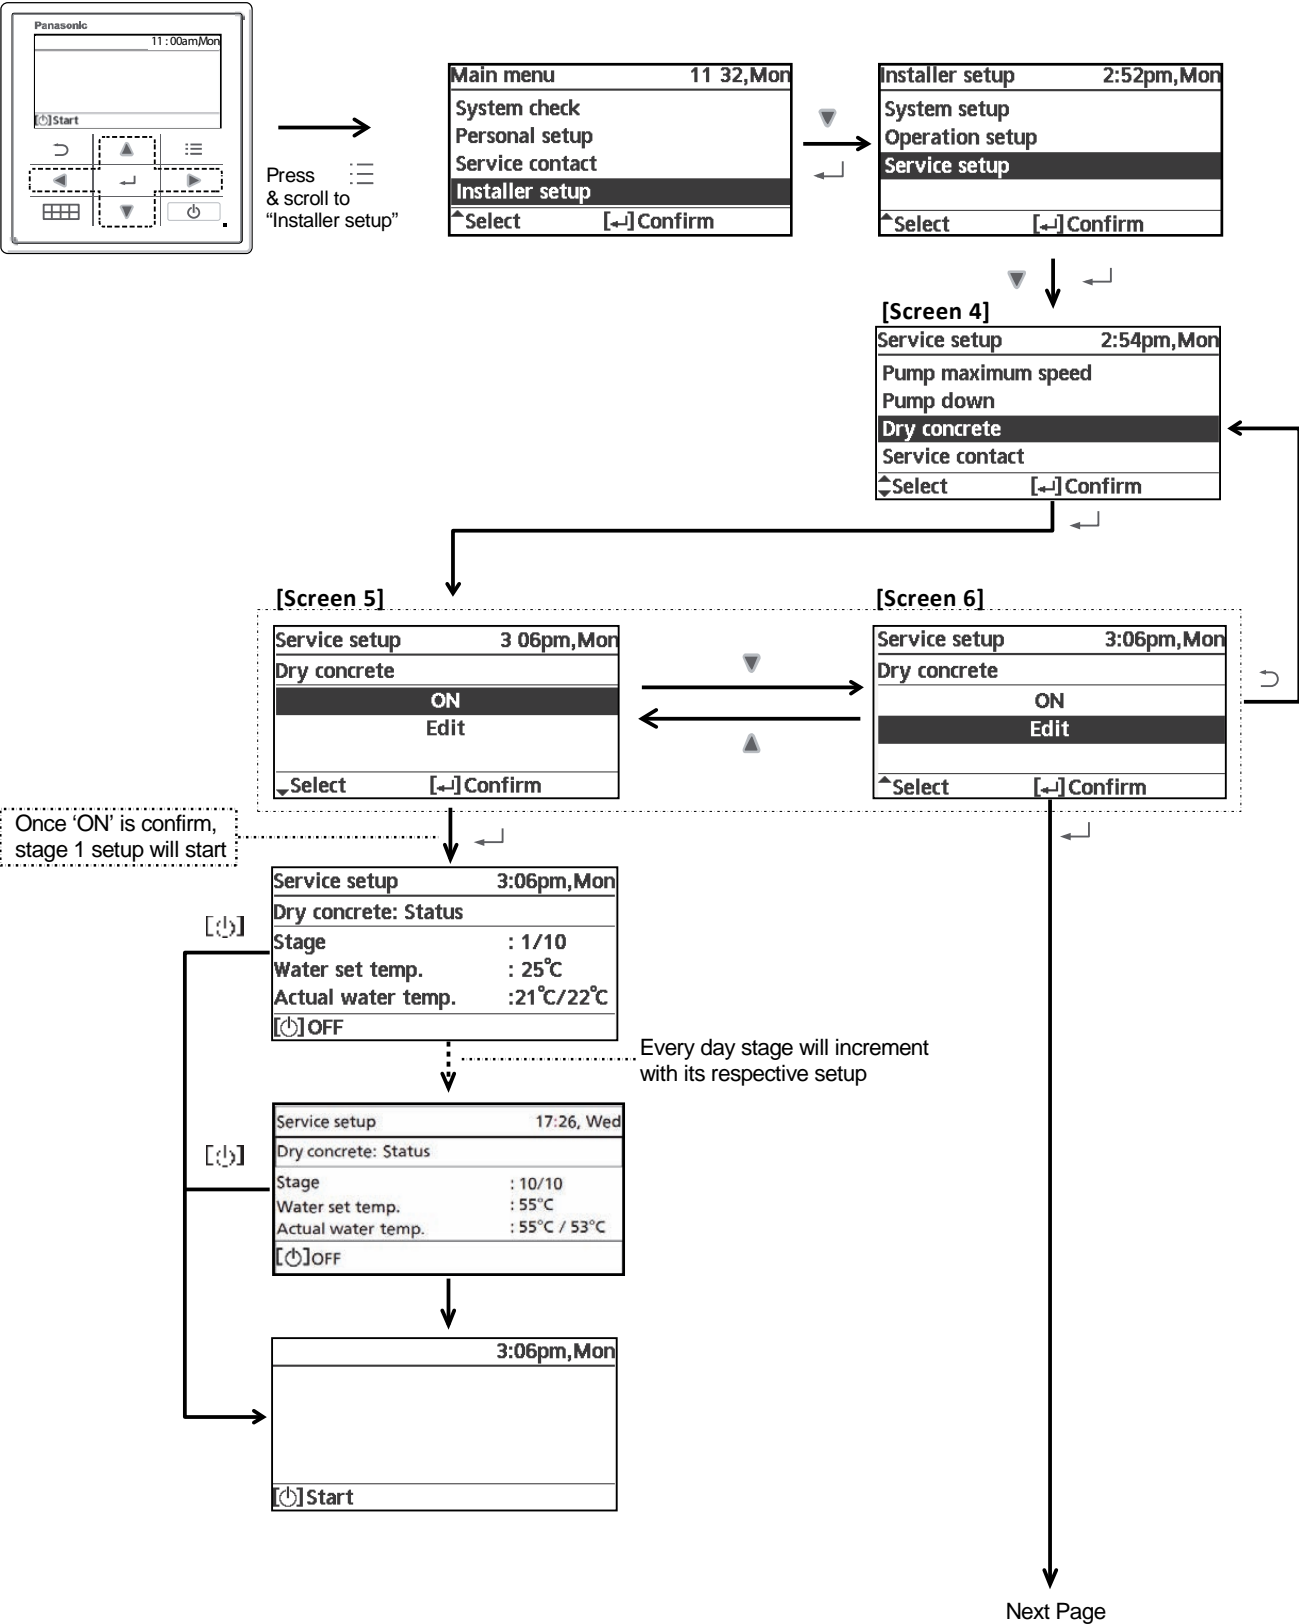 Panasonic
11 : 00am,Mon
[⏻]Start
Press
& scroll to
“Installer setup”
Main menu 11 32,Mon
System check
Personal setup
Service contact
Installer setup
Select [↵]Confirm
Installer setup 2:52pm,Mon
System setup
Operation setup
Service setup
Select [↵]Confirm
[Screen 4]
Service setup 2:54pm,Mon
Pump maximum speed
Pump down
Dry concrete
Service contact
Select [↵]Confirm
[Screen 5]
Service setup 3 06pm,Mon
Dry concrete
ON
Edit
Select [↵]Confirm
[Screen 6]
Service setup 3:06pm,Mon
Dry concrete
ON
Edit
Select [↵]Confirm
Once ‘ON’ is confirm,
stage 1 setup will start
Service setup 3:06pm,Mon
Dry concrete: Status
Stage : 1/10
Water set temp. : 25°C
Actual water temp. :21°C/22°C
[⏻]OFF
[⏻]
Every day stage will increment
with its respective setup
Service setup 17:26, Wed
Dry concrete: Status
Stage : 10/10
Water set temp. : 55°C
Actual water temp. : 55°C / 53°C
[⏻]OFF
[⏻]
3:06pm,Mon
[⏻]Start
Next Page